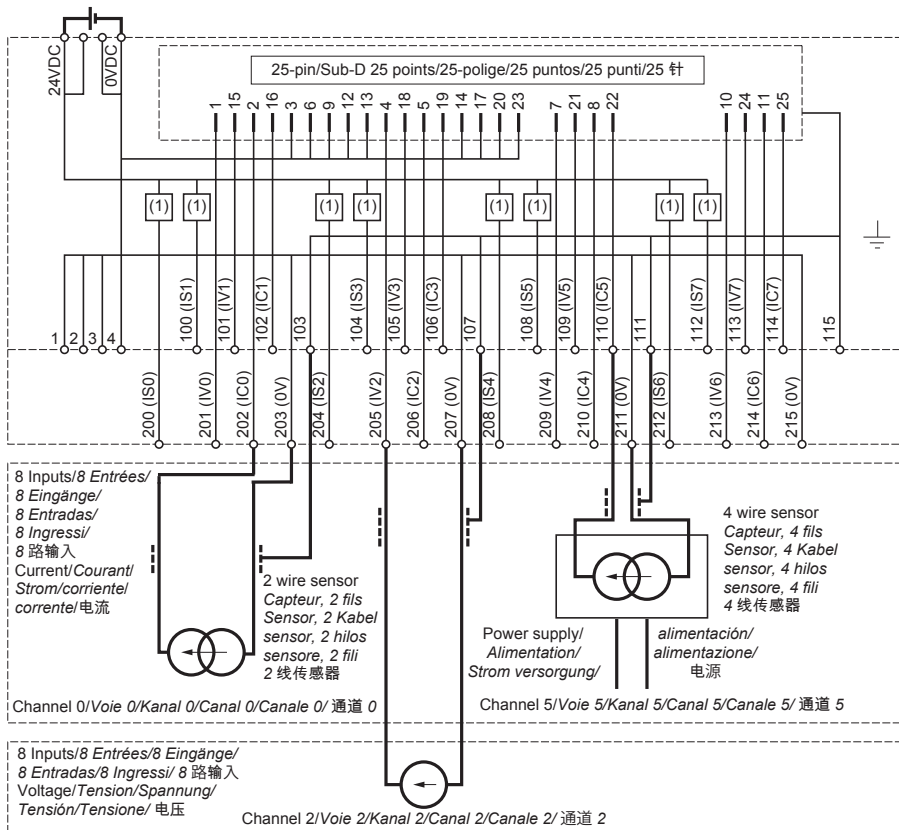 24VDC
0VDC
25-pin/Sub-D 25 points/25-polige/25 puntos/25 punti/25 针
1
15
2
16
3
6
9
12
13
4
18
5
19
14
17
20
23
7
21
8
22
10
24
11
25
(1)
(1)
(1)
(1)
(1)
(1)
(1)
(1)
1
2
3
4
100 (IS1)
101 (IV1)
102 (IC1)
103
104 (IS3)
105 (IV3)
106 (IC3)
107
108 (IS5)
109 (IV5)
110 (IC5)
111
112 (IS7)
113 (IV7)
114 (IC7)
115
200 (IS0)
201 (IV0)
202 (IC0)
203 (0V)
204 (IS2)
205 (IV2)
206 (IC2)
207 (0V)
208 (IS4)
209 (IV4)
210 (IC4)
211 (0V)
212 (IS6)
213 (IV6)
214 (IC6)
215 (0V)
8 Inputs/8 Entrées/
8 Eingänge/
8 Entradas/
8 Ingressi/
8 路输入
Current/Courant/
Strom/corriente/
corrente/电流
2 wire sensor
Capteur, 2 fils
Sensor, 2 Kabel
sensor, 2 hilos
sensore, 2 fili
2 线传感器
4 wire sensor
Capteur, 4 fils
Sensor, 4 Kabel
sensor, 4 hilos
sensore, 4 fili
4 线传感器
Power supply/
Alimentation/
Strom versorgung/
alimentación/
alimentazione/
电源
Channel 0/Voie 0/Kanal 0/Canal 0/Canale 0/ 通道 0
Channel 5/Voie 5/Kanal 5/Canal 5/Canale 5/ 通道 5
8 Inputs/8 Entrées/8 Eingänge/
8 Entradas/8 Ingressi/ 8 路输入
Voltage/Tension/Spannung/
Tensión/Tensione/ 电压
Channel 2/Voie 2/Kanal 2/Canal 2/Canale 2/ 通道 2